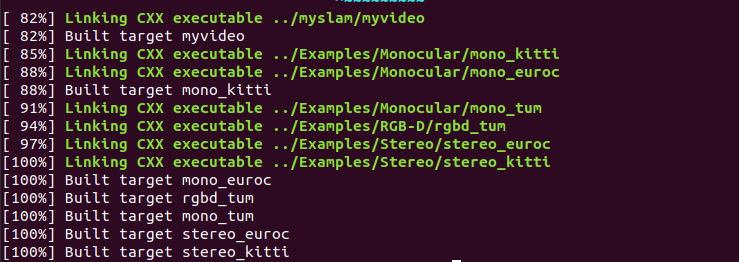 [ 82%] Linking CXX executable ../myslam/myvideo
[ 82%] Built target myvideo
[ 85%] Linking CXX executable ../Examples/Monocular/mono_kitti
[ 88%] Linking CXX executable ../Examples/Monocular/mono_euroc
[ 88%] Built target mono_kitti
[ 91%] Linking CXX executable ../Examples/Monocular/mono_tum
[ 94%] Linking CXX executable ../Examples/RGB-D/rgbd_tum
[ 97%] Linking CXX executable ../Examples/Stereo/stereo_euroc
[100%] Linking CXX executable ../Examples/Stereo/stereo_kitti
[100%] Built target mono_euroc
[100%] Built target rgbd_tum
[100%] Built target mono_tum
[100%] Built target stereo_euroc
[100%] Built target stereo_kitti